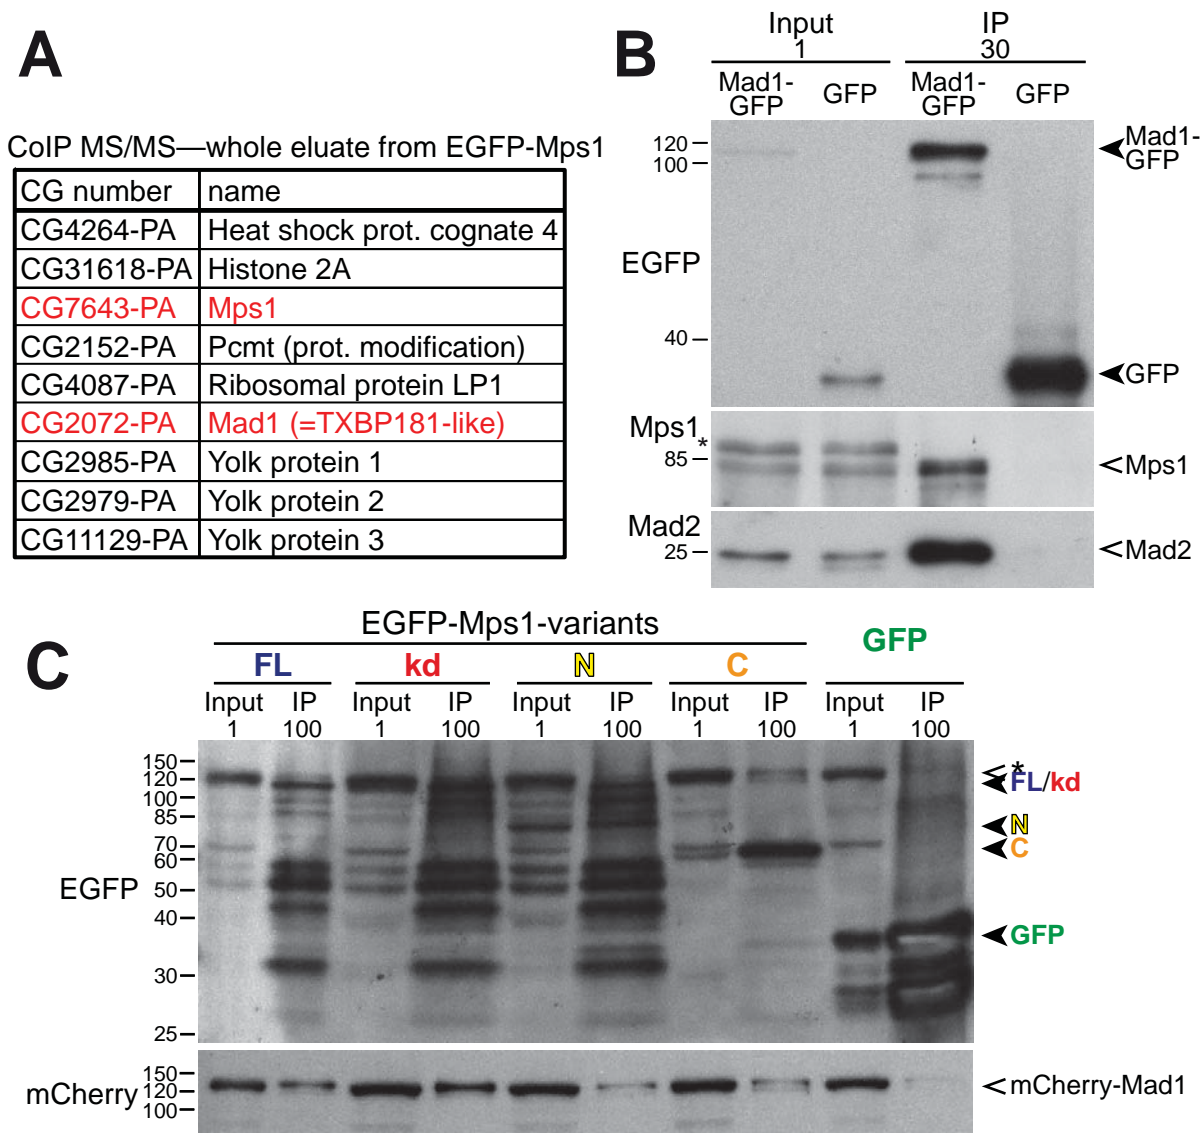 A
CoIP MS/MS—whole eluate from EGFP-Mps1
CG number name
CG4264-PA Heat shock prot. cognate 4
CG31618-PA Histone 2A
CG7643-PA Mps1
CG2152-PA Pcmt (prot. modification)
CG4087-PA Ribosomal protein LP1
CG2072-PA Mad1 (=TXBP181-like)
CG2985-PA Yolk protein 1
CG2979-PA Yolk protein 2
CG11129-PA Yolk protein 3
B
Input IP
1 30
Mad1-GFP GFP Mad1-GFP GFP
120
100
Mad1-GFP
EGFP
40
GFP
Mps1
*
85
Mps1
Mad2
25
Mad2
C
EGFP-Mps1-variants GFP
FL kd N C
Input IP Input IP Input IP Input IP Input IP
1 100 1 100 1 100 1 100 1 100
150
120
100
85
70
60
50
40
30
25
EGFP
*
FL/kd
N
C
GFP
mCherry
150
120
100
mCherry-Mad1